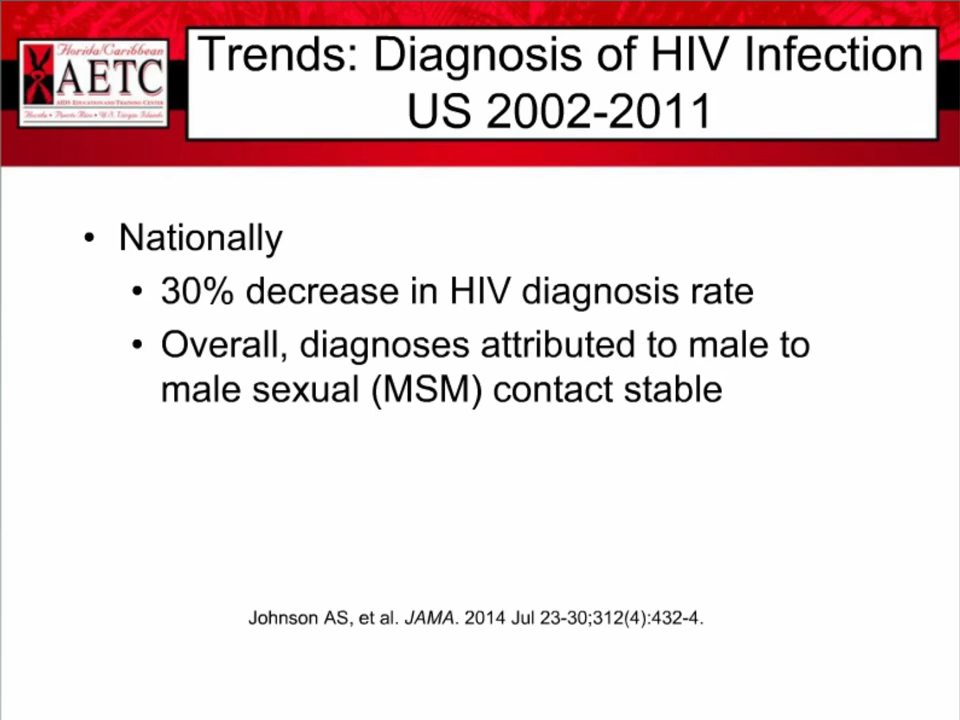 Florida/Caribbean
AETC
AIDS EDUCATION AND TRAINING CENTER
Florida • Puerto Rico • U.S. Virgin Islands
Trends: Diagnosis of HIV Infection
US 2002-2011
• Nationally
• 30% decrease in HIV diagnosis rate
• Overall, diagnoses attributed to male to
male sexual (MSM) contact stable
Johnson AS, et al. JAMA. 2014 Jul 23-30;312(4):432-4.